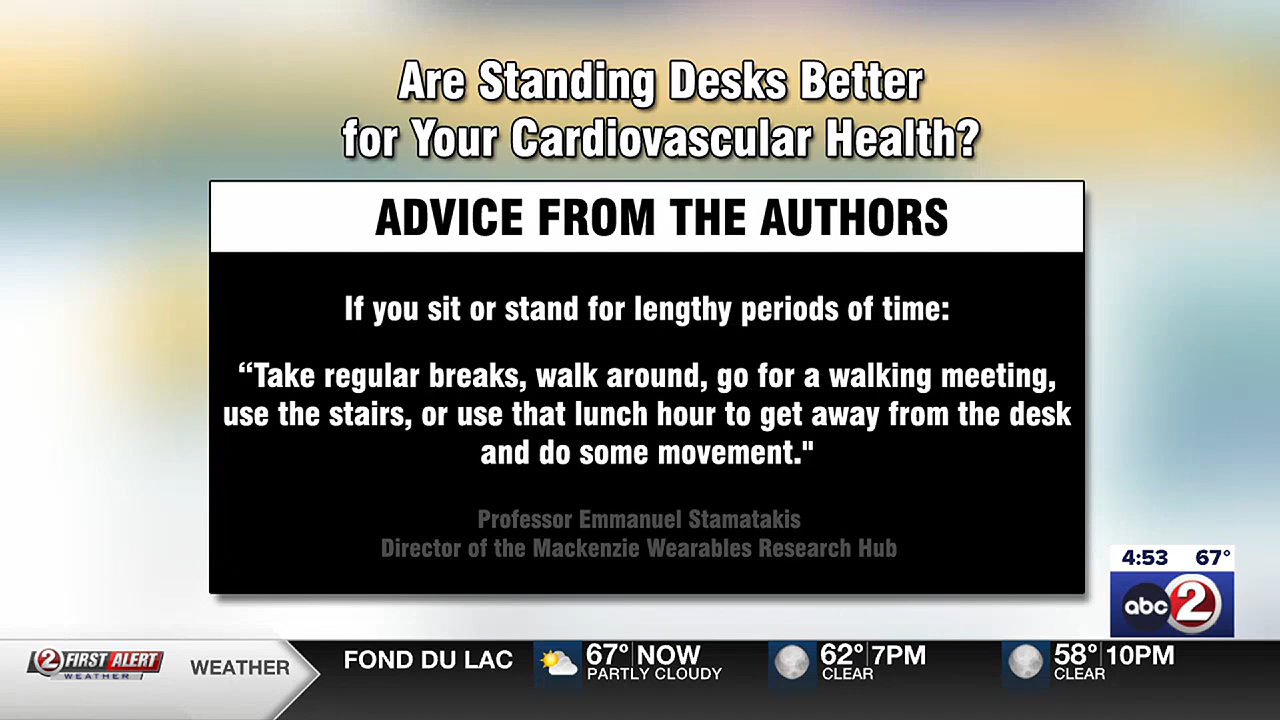 Are Standing Desks Better
for Your Cardiovascular Health?
ADVICE FROM THE AUTHORS
If you sit or stand for lengthy periods of time:
“Take regular breaks, walk around, go for a walking meeting,
use the stairs, or use that lunch hour to get away from the desk
and do some movement."
Professor Emmanuel Stamatakis
Director of the Mackenzie Wearables Research Hub
4:53 67°
abc 2
2 FIRST ALERT
WEATHER
WEATHER
FOND DU LAC
67° NOW
PARTLY CLOUDY
62° 7PM
CLEAR
58° 10PM
CLEAR